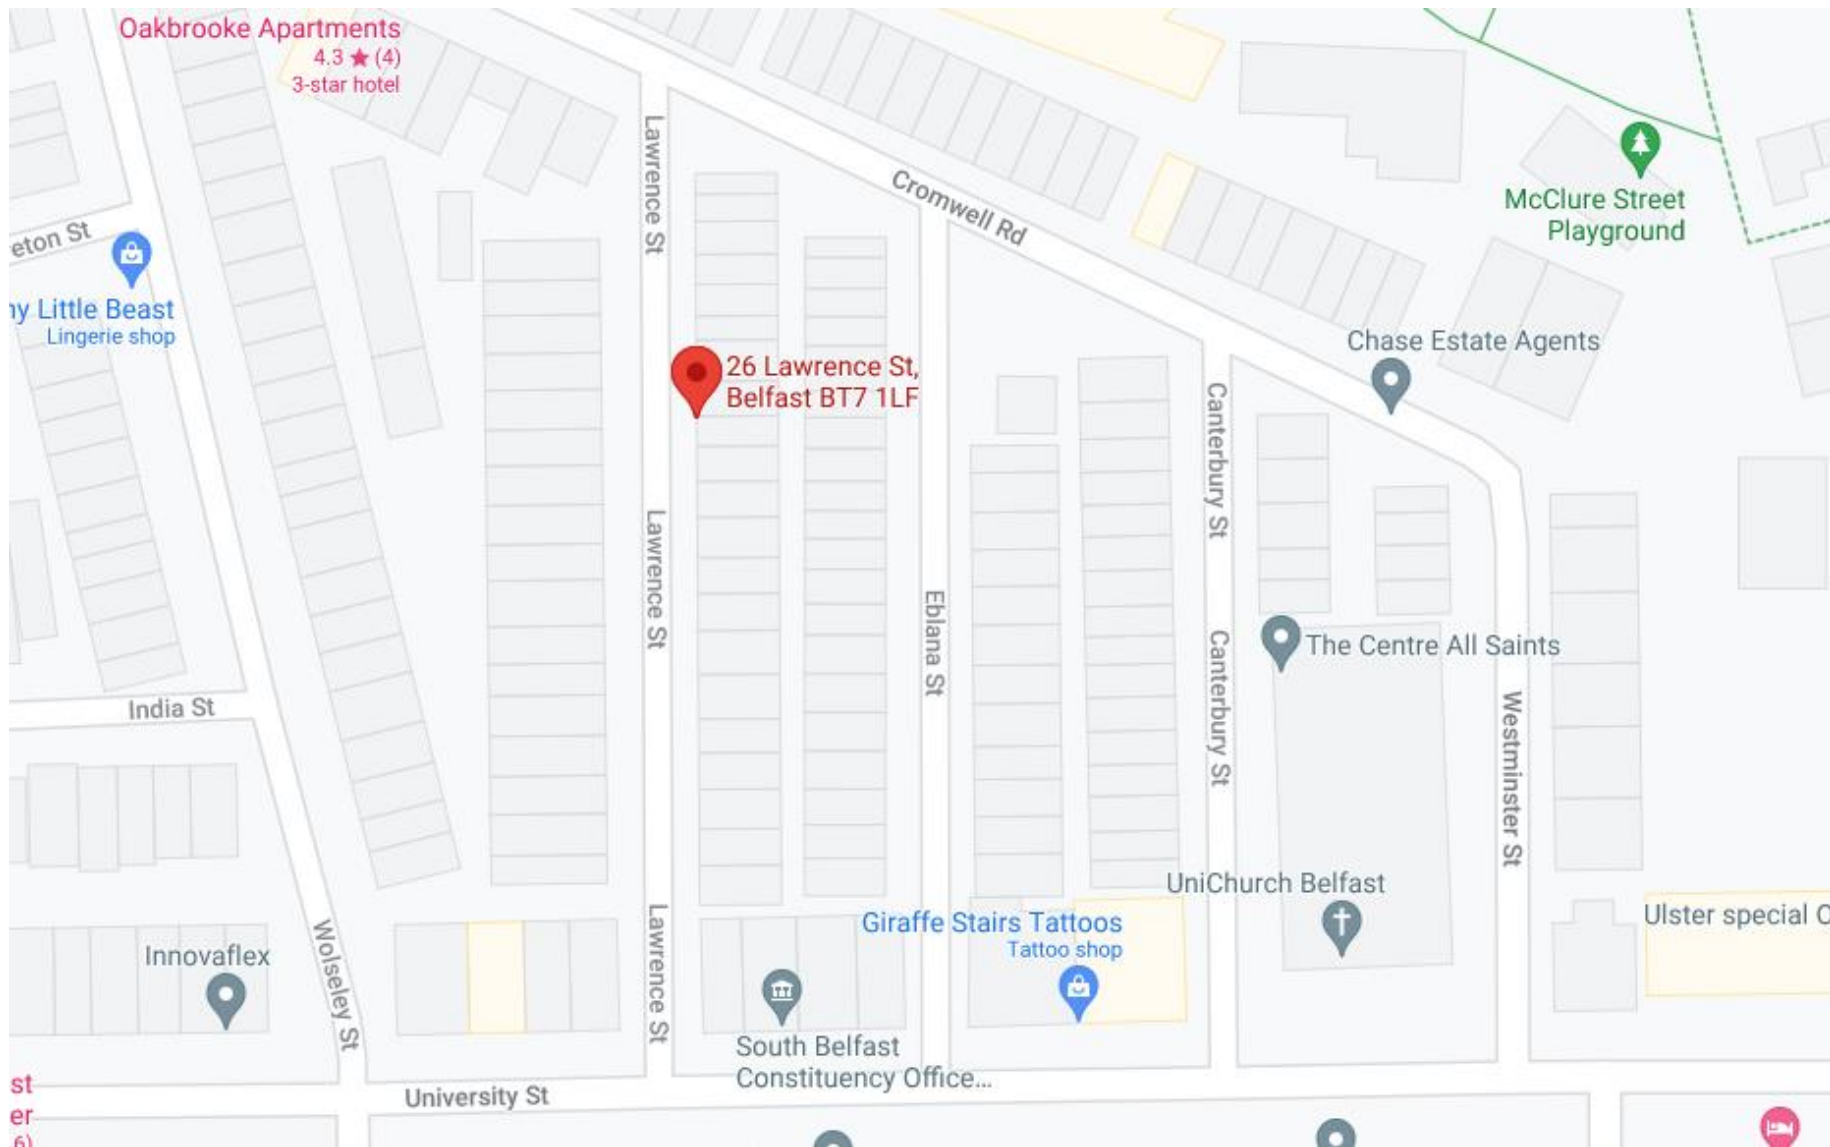 Oakbrooke Apartments
4.3 ★ (4)
3-star hotel
Lawrence St
Cromwell Rd
McClure Street
Playground
eton St
ny Little Beast
Lingerie shop
26 Lawrence St,
Belfast BT7 1LF
Chase Estate Agents
Canterbury St
Lawrence St
Eblana St
Canterbury St
The Centre All Saints
India St
Westminster St
UniChurch Belfast
Giraffe Stairs Tattoos
Tattoo shop
Ulster special C
Innovaflex
Wolseley St
Lawrence St
South Belfast
Constituency Office...
University St
st
er
6)